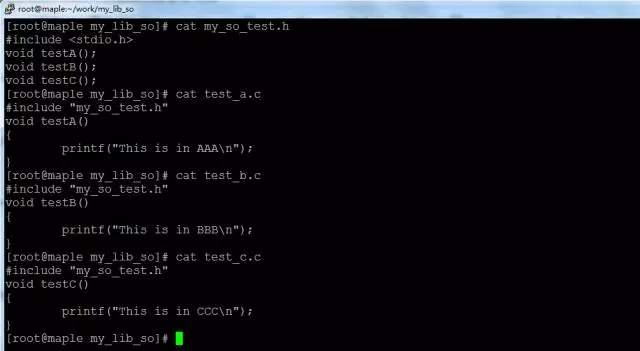 root@maple:~/work/my_lib_so
[root@maple my_lib_so]# cat my_so_test.h
#include <stdio.h>
void testA();
void testB();
void testC();
[root@maple my_lib_so]# cat test_a.c
#include "my_so_test.h"
void testA()
{
        printf("This is in AAA\n");
}
[root@maple my_lib_so]# cat test_b.c
#include "my_so_test.h"
void testB()
{
        printf("This is in BBB\n");
}
[root@maple my_lib_so]# cat test_c.c
#include "my_so_test.h"
void testC()
{
        printf("This is in CCC\n");
}
[root@maple my_lib_so]#